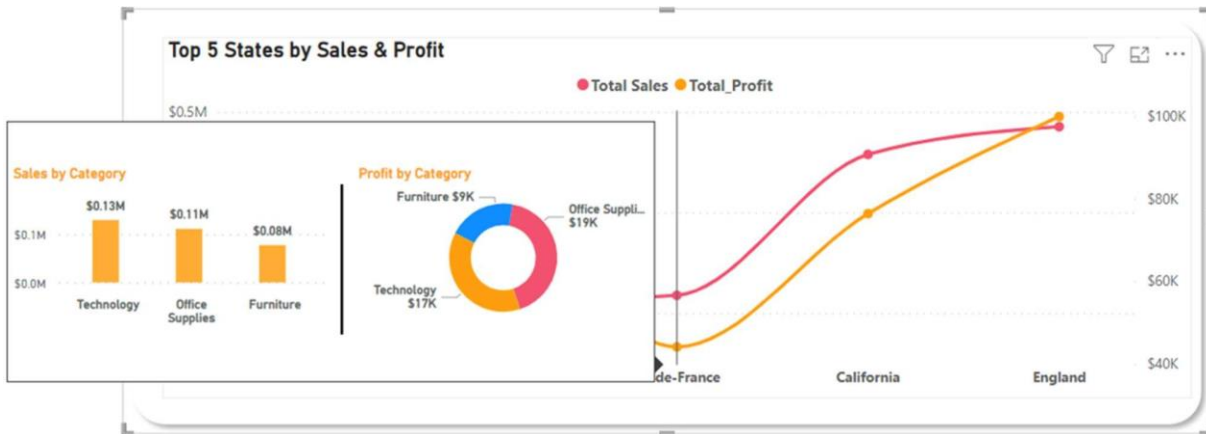 Top 5 States by Sales & Profit
Total Sales Total_Profit
$0.5M
$100K
$80K
$60K
$40K
de-France
California
England
Sales by Category
$0.13M
$0.11M
$0.08M
$0.1M
$0.0M
Technology
Office
Supplies
Furniture
Profit by Category
Furniture $9K
Office Suppli...
$19K
Technology
$17K